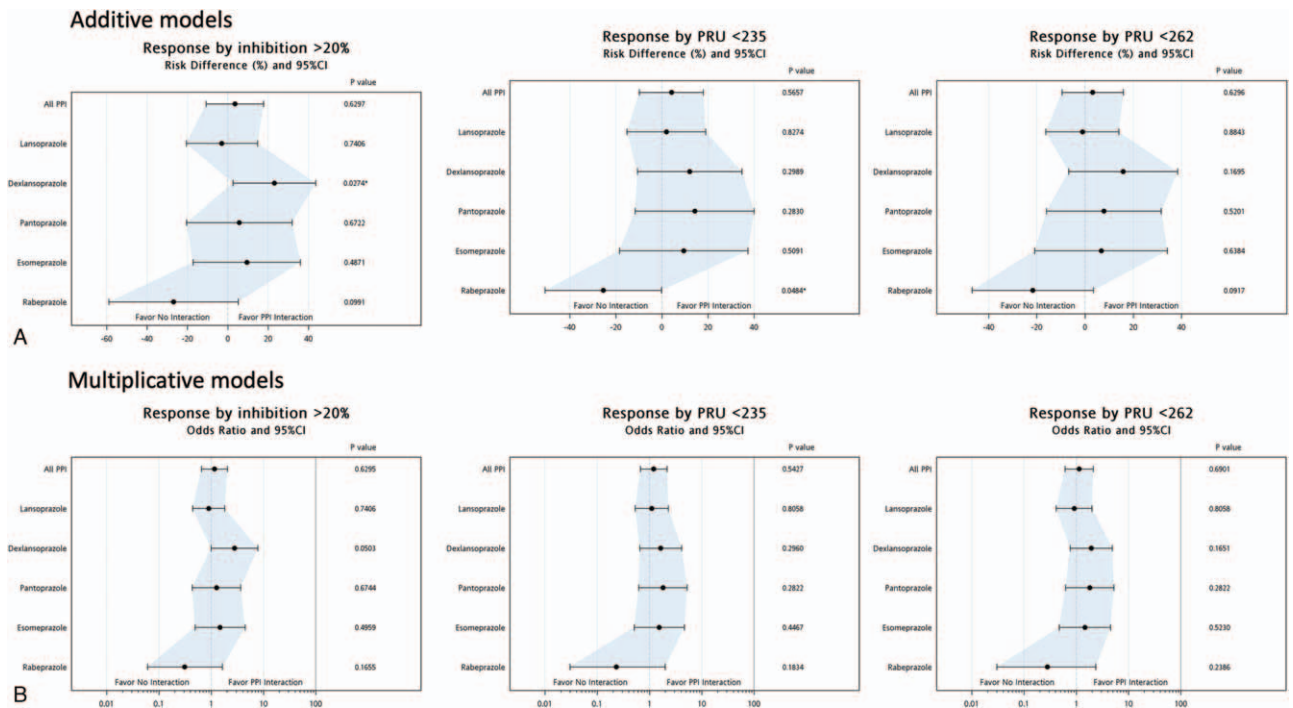 Additive models
Response by inhibition >20%
Risk Difference (%) and 95%CI
P value
All PPI 0.6297
Lansoprazole 0.7406
Dexlansoprazole 0.0274*
Pantoprazole 0.6722
Esomeprazole 0.4871
Rabeprazole 0.0991
Favor No Interaction Favor PPI Interaction
-60 -40 -20 0 20 40
Response by PRU <235
Risk Difference (%) and 95%CI
P value
All PPI 0.5657
Lansoprazole 0.8274
Dexlansoprazole 0.2989
Pantoprazole 0.2830
Esomeprazole 0.5091
Rabeprazole 0.0484*
Favor No Interaction Favor PPI Interaction
-40 -20 0 20 40
Response by PRU <262
Risk Difference (%) and 95%CI
P value
All PPI 0.6296
Lansoprazole 0.8843
Dexlansoprazole 0.1695
Pantoprazole 0.5201
Esomeprazole 0.6384
Rabeprazole 0.0917
Favor No Interaction Favor PPI Interaction
-40 -20 0 20 40
A
Multiplicative models
Response by inhibition >20%
Odds Ratio and 95%CI
P value
All PPI 0.6295
Lansoprazole 0.7406
Dexlansoprazole 0.0503
Pantoprazole 0.6744
Esomeprazole 0.4959
Rabeprazole 0.1655
Favor No Interaction Favor PPI Interaction
0.01 0.1 1 10 100
Response by PRU <235
Odds Ratio and 95%CI
P value
All PPI 0.5427
Lansoprazole 0.8058
Dexlansoprazole 0.2960
Pantoprazole 0.2822
Esomeprazole 0.4467
Rabeprazole 0.1834
Favor No Interaction Favor PPI Interaction
0.01 0.1 1 10 100
Response by PRU <262
Odds Ratio and 95%CI
P value
All PPI 0.6901
Lansoprazole 0.8058
Dexlansoprazole 0.1651
Pantoprazole 0.2822
Esomeprazole 0.5230
Rabeprazole 0.2386
Favor No Interaction Favor PPI Interaction
0.01 0.1 1 10 100
B